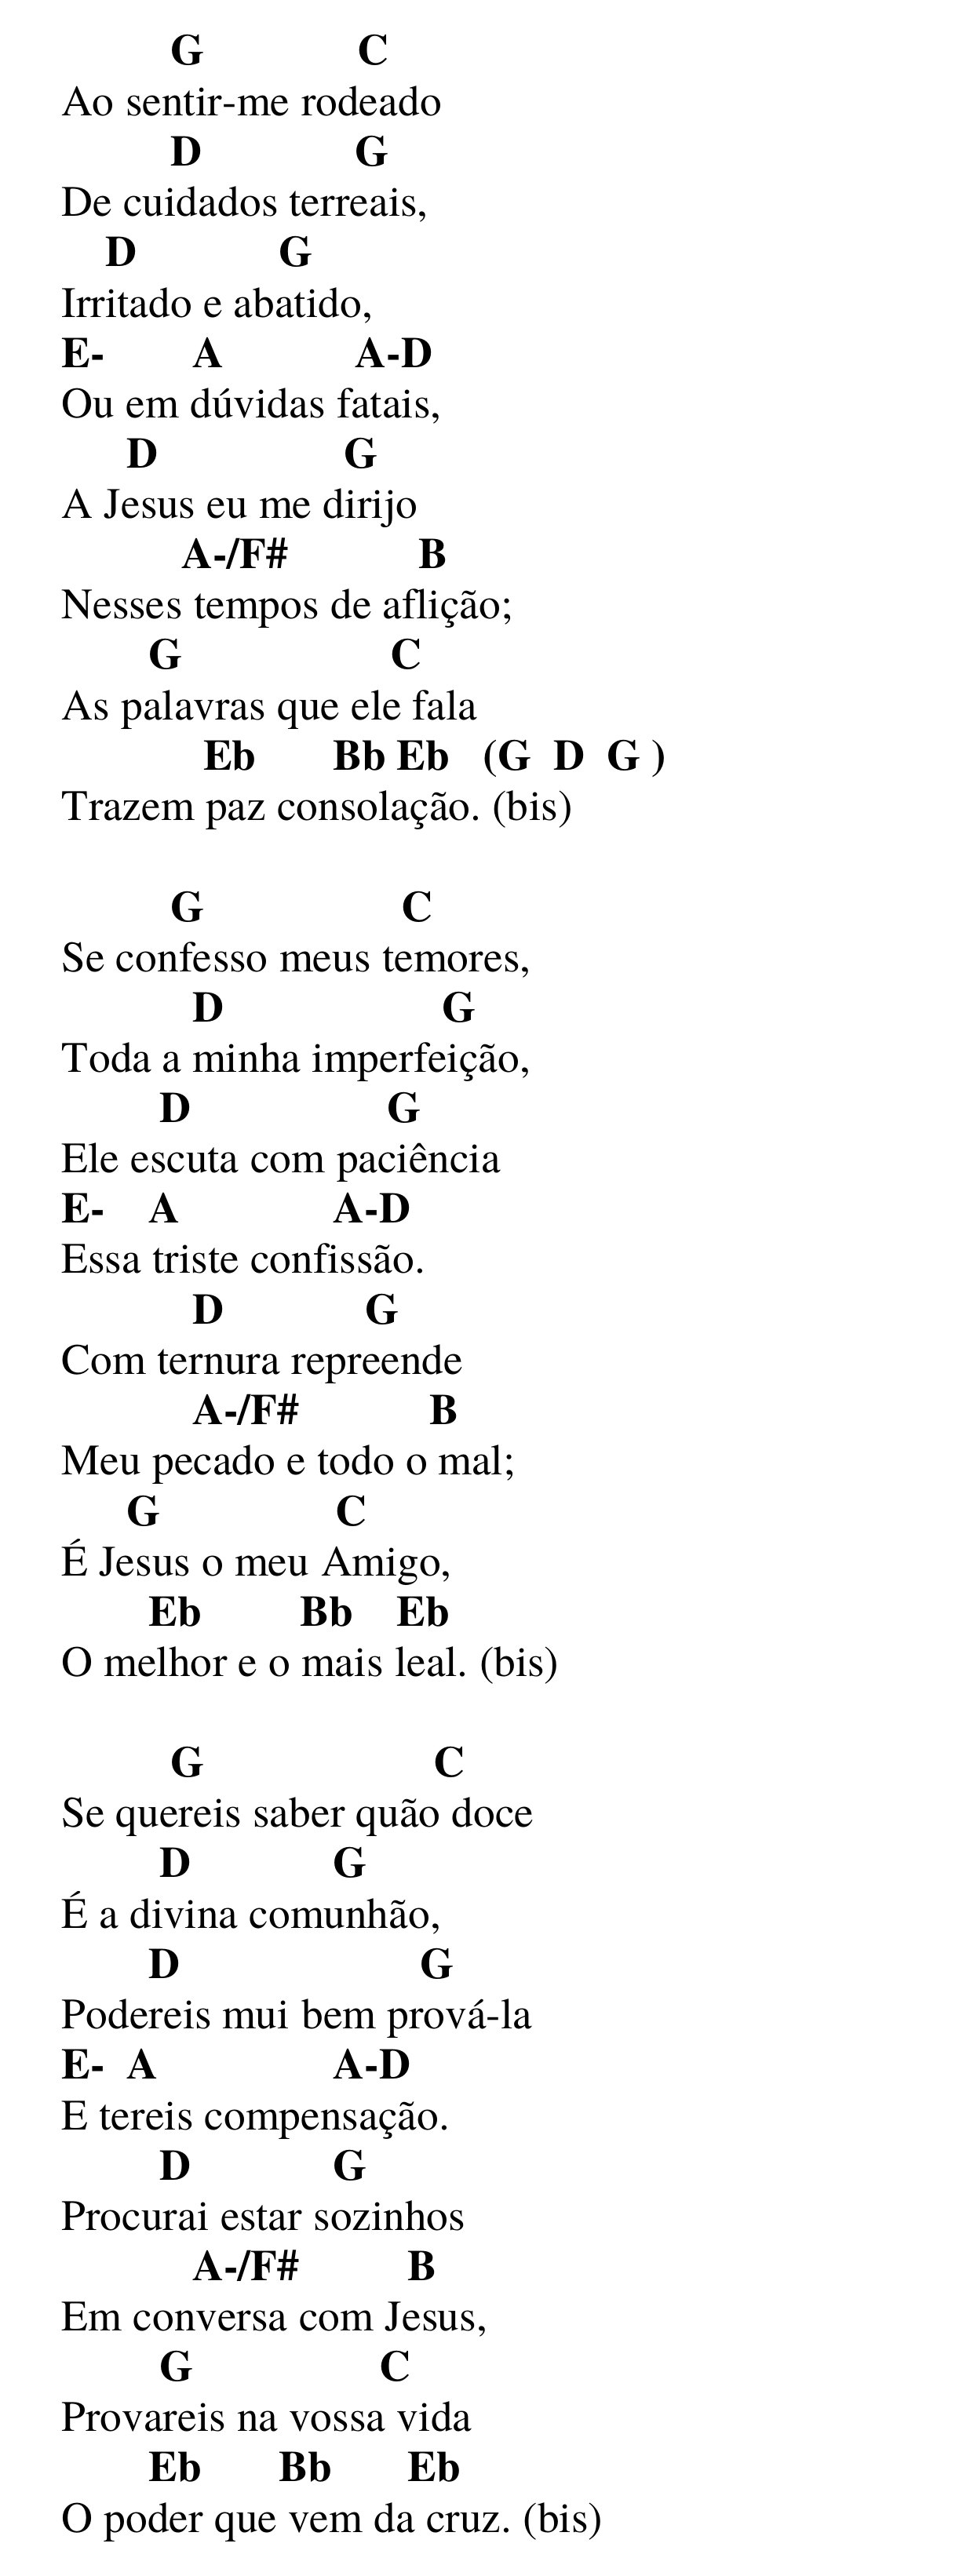 G C
Ao sentir-me rodeado
D G
De cuidados terreais,
D G
Irritado e abatido,
E- A A-D
Ou em dúvidas fatais,
D G
A Jesus eu me dirijo
A-/F# B
Nesses tempos de aflição;
G C
As palavras que ele fala
Eb Bb Eb (G D G )
Trazem paz consolação. (bis)
G C
Se confesso meus temores,
D G
Toda a minha imperfeição,
D G
Ele escuta com paciência
E- A A-D
Essa triste confissão.
D G
Com ternura repreende
A-/F# B
Meu pecado e todo o mal;
G C
É Jesus o meu Amigo,
Eb Bb Eb
O melhor e o mais leal. (bis)
G C
Se quereis saber quão doce
D G
É a divina comunhão,
D G
Podereis mui bem prová-la
E- A A-D
E tereis compensação.
D G
Procurai estar sozinhos
A-/F# B
Em conversa com Jesus,
G C
Provareis na vossa vida
Eb Bb Eb
O poder que vem da cruz. (bis)